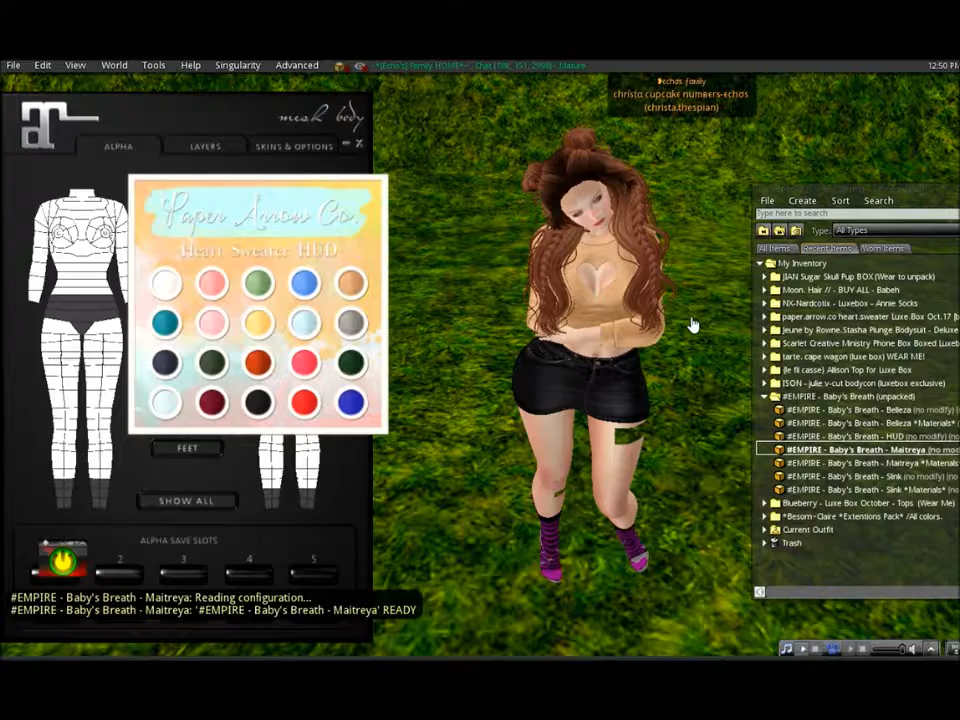 File Edit View World Tools Help Singularity Advanced
12:50 PM
echos family
christa cupcake numbers-echos
(christa.thespian)
mesh body
ALPHA LAYERS SKINS & OPTIONS
Paper Arrow Co.
Heart Sweater HUD
FEET
SHOW ALL
ALPHA SAVE SLOTS
2 3 4 5
#EMPIRE - Baby's Breath - Maitreya: Reading configuration...
#EMPIRE - Baby's Breath - Maitreya: '#EMPIRE - Baby's Breath - Maitreya' READY
File Create Sort Search
Type here to search
Type: All Types
All Items Recent Items Worn Items
My Inventory
JIAN Sugar Skull Pup BOX (Wear to unpack)
Moon. Hair // - BUY ALL - Babeh
NX-Nardcotix - Luxebox - Annie Socks
paper.arrow.co heart.sweater Luxe Box Oct.17
Jeune by Rowne.Stasha Plunge Bodysuit - Deluxe
Scarlet Creative Ministry Phone Box Boxed
tarte. cape wagon (luxe box) WEAR ME!
{le fil casse} Allison Top for Luxe Box
ISON - julie v-cut bodycon (luxebox exclusive)
#EMPIRE - Baby's Breath (unpacked)
#EMPIRE - Baby's Breath - Belleza (no modify)
#EMPIRE - Baby's Breath - Belleza *Materials*
#EMPIRE - Baby's Breath - HUD (no modify)
#EMPIRE - Baby's Breath - Maitreya (no mod
#EMPIRE - Baby's Breath - Maitreya *Materials
#EMPIRE - Baby's Breath - Slink (no modify)
#EMPIRE - Baby's Breath - Slink *Materials*
Blueberry - Luxe Box October - Tops (Wear Me)
*Besom~Claire *Extentions Pack* /All colors.
Current Outfit
Trash